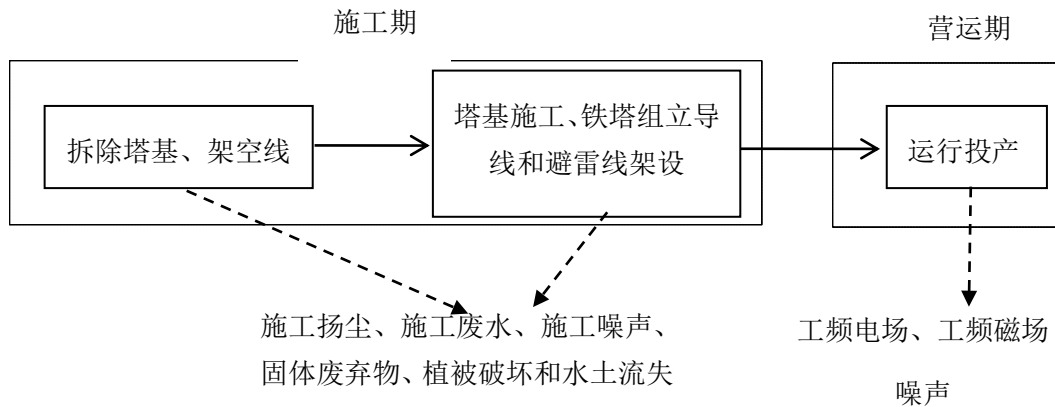 施工期
营运期
拆除塔基、架空线
塔基施工、铁塔组立导
线和避雷线架设
运行投产
施工扬尘、施工废水、施工噪声、
固体废弃物、植被破坏和水土流失
工频电场、工频磁场
噪声